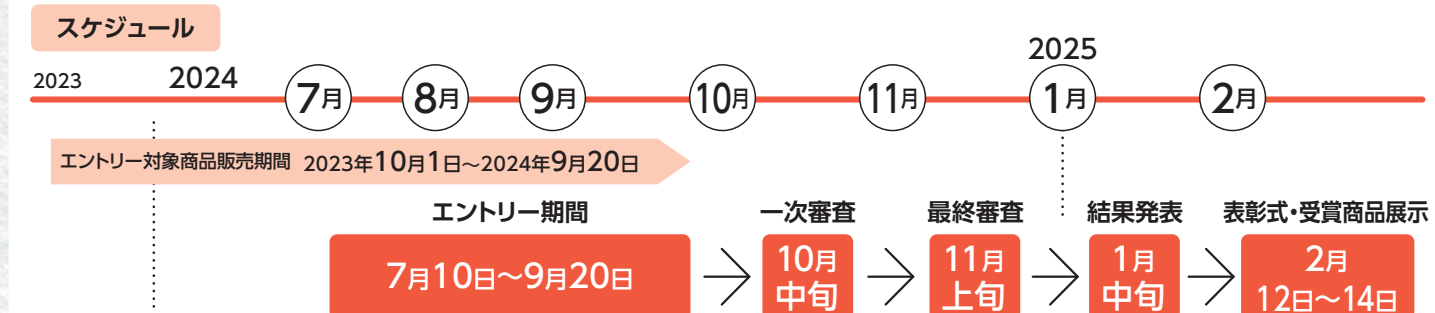 スケジュール
2023
2024
7月
8月
9月
10月
11月
2025
1月
2月
エントリー対象商品販売期間 2023年10月1日～2024年9月20日
エントリー期間
7月10日～9月20日
一次審査
10月
中旬
最終審査
11月
上旬
結果発表
1月
中旬
表彰式・受賞商品展示
2月
12日～14日